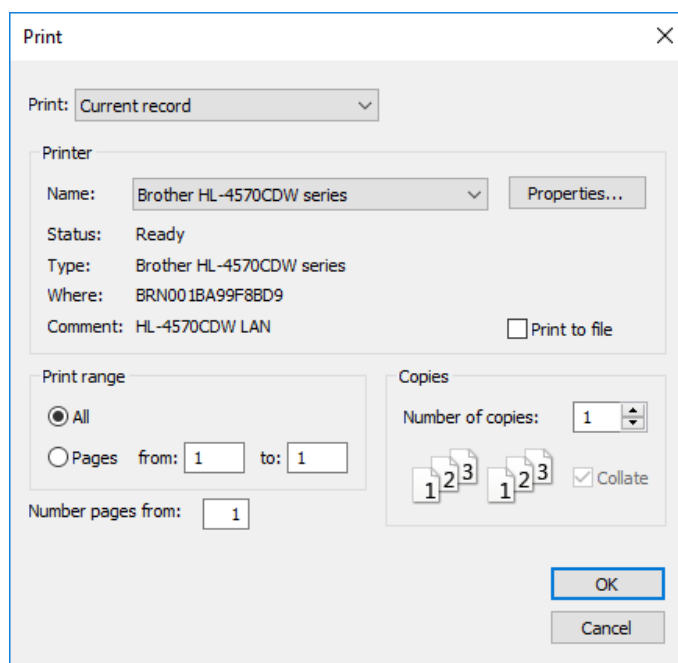 Print
Print: Current record
Printer
Name: Brother HL-4570CDW series Properties...
Status: Ready
Type: Brother HL-4570CDW series
Where: BRN001BA99F8BD9
Comment: HL-4570CDW LAN Print to file
Print range Copies
All Number of copies: 1
Pages from: 1 to: 1
1 2 3 1 2 3 Collate
Number pages from: 1
OK
Cancel